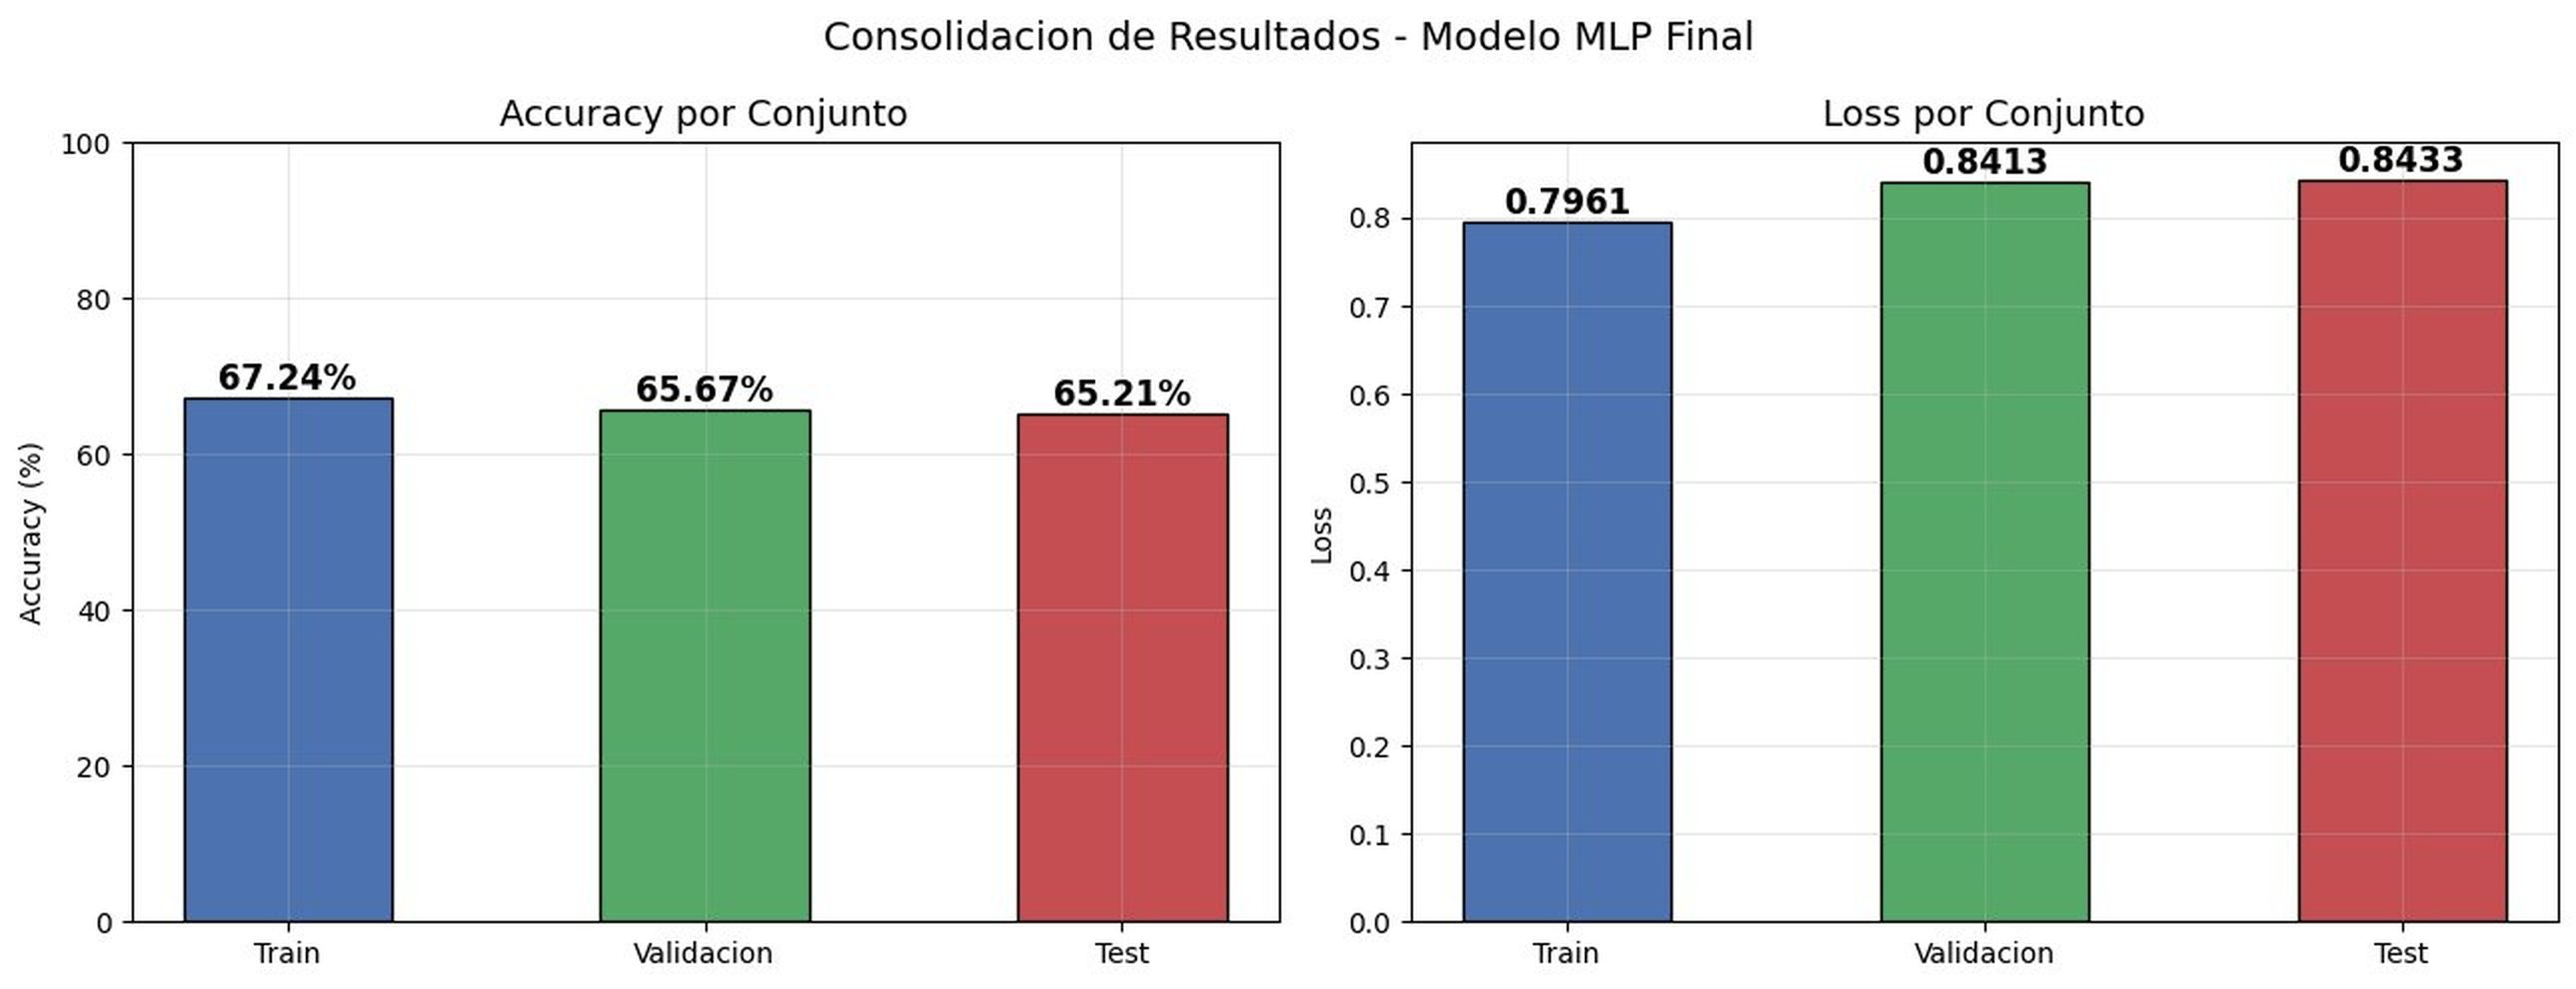 Consolidacion de Resultados - Modelo MLP Final
Accuracy por Conjunto
100
80
60
40
20
0
Accuracy (%)
67.24%
65.67%
65.21%
Train
Validacion
Test
Loss por Conjunto
0.8
0.7
0.6
0.5
0.4
0.3
0.2
0.1
0.0
Loss
0.7961
0.8413
0.8433
Train
Validacion
Test